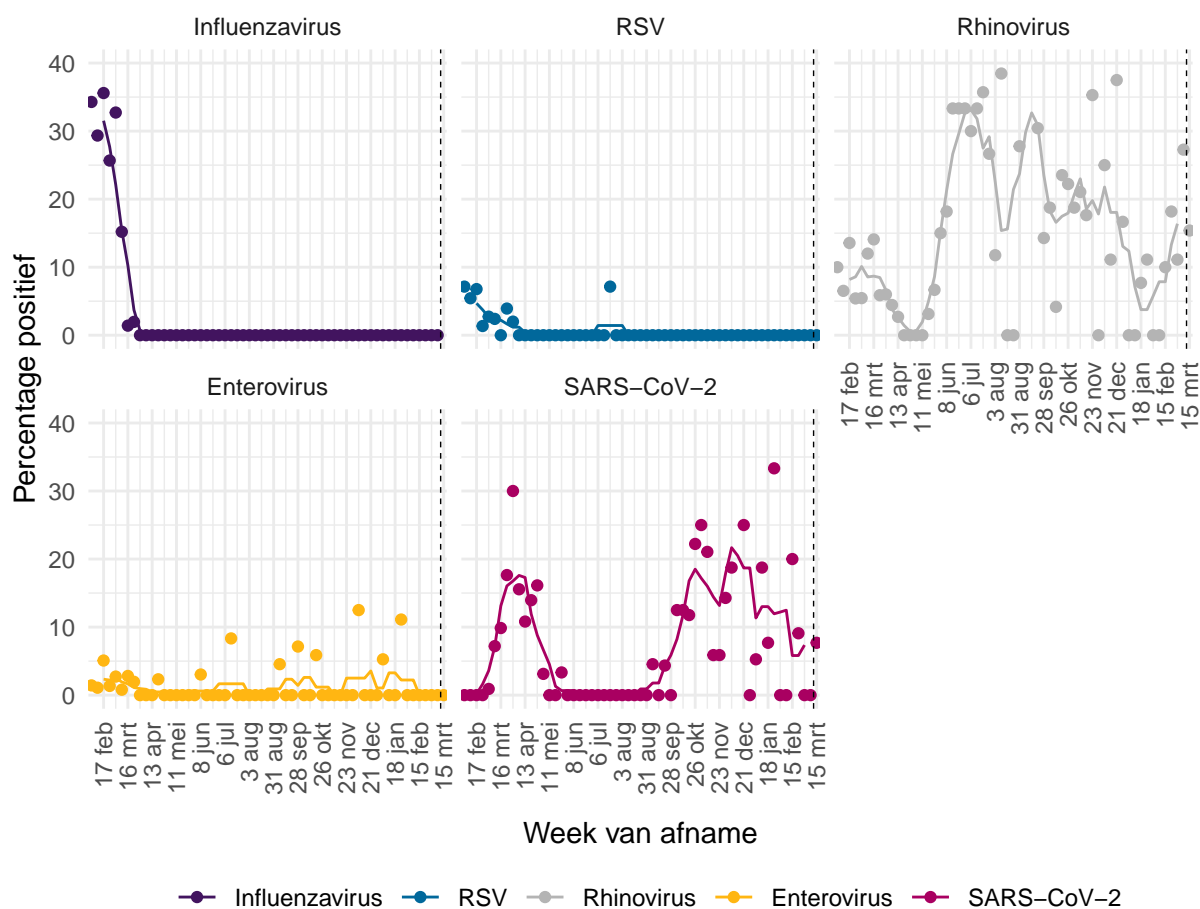 Influenzavirus
RSV
Rhinovirus
40
30
20
10
0
17 feb
16 mrt
13 apr
11 mei
8 jun
6 jul
3 aug
31 aug
28 sep
26 okt
23 nov
21 dec
18 jan
15 feb
15 mrt
Enterovirus
SARS−CoV−2
40
30
20
10
0
17 feb
16 mrt
13 apr
11 mei
8 jun
6 jul
3 aug
31 aug
28 sep
26 okt
23 nov
21 dec
18 jan
15 feb
15 mrt
17 feb
16 mrt
13 apr
11 mei
8 jun
6 jul
3 aug
31 aug
28 sep
26 okt
23 nov
21 dec
18 jan
15 feb
15 mrt
Percentage positief
Week van afname
Influenzavirus
RSV
Rhinovirus
Enterovirus
SARS−CoV−2